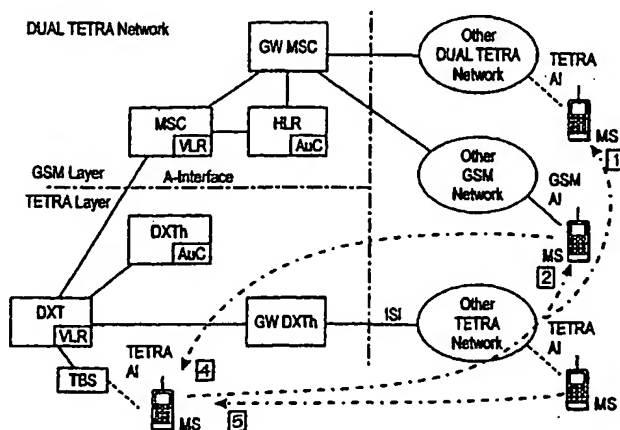 DUAL TETRA Network
GW MSC
Other
DUAL TETRA
Network
TETRA
AI
MS
1
MSC
VLR
HLR
AuC
GSM Layer
A-Interface
TETRA Layer
Other
GSM
Network
GSM
AI
MS
2
DXTh
AuC
DXT
VLR
GW DXTh
ISI
Other
TETRA
Network
TETRA
AI
MS
TBS
TETRA
AI
4
MS
5